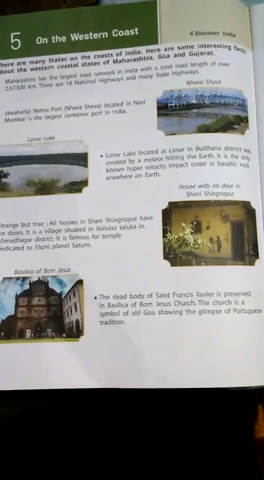 5
On the Western Coast
Discover India
There are many States on the coasts of India. Here are some interesting facts
about the western coastal states of Maharashtra, Goa and Gujarat.
Maharashtra has the largest road network in India with a total road length of over
2,67,500 km. There are 18 National Highways and many State Highways.
Nhava Sheva
Jawaharlal Nehru Port (Nhava Sheva) located in Navi
Mumbai is the largest container port in India.
Lonar Lake
• Lonar Lake located at Lonar in Buldhana district was
created by a meteor hitting the Earth. It is the only
known hyper velocity impact crater in basaltic rock
anywhere on Earth.
House with no door in
Shani Shingnapur
Strange but true : All houses in Shani Shingnapur have
no doors. It is a village situated in Nalvasa taluka in
Ahmednagar district. It is famous for temple
dedicated to Shani, planet Saturn.
Basilica of Bom Jesus
• The dead body of Saint Francis Xavier is preserved
in Basilica of Bom Jesus Church. The church is a
symbol of old Goa showing the glimpse of Portuguese
tradition.